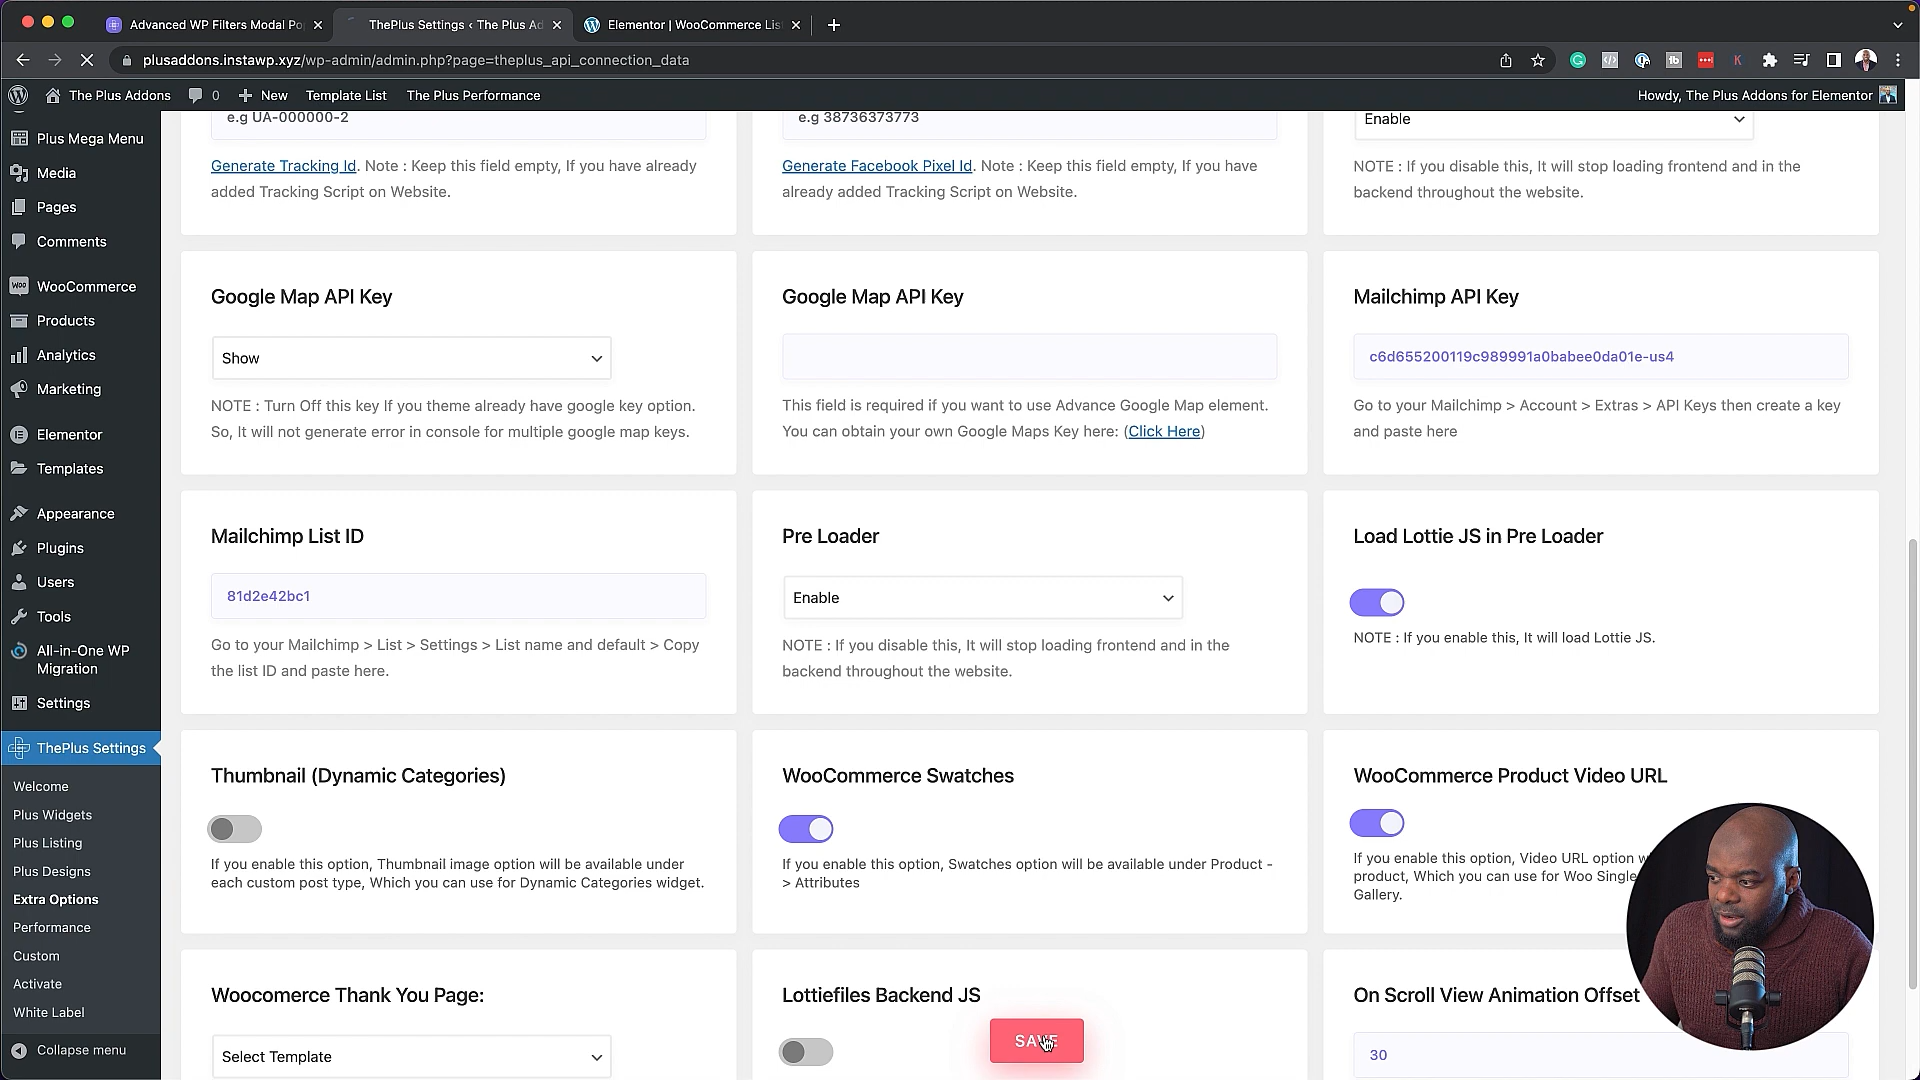 Advanced WP Filters Modal Po
ThePlus Settings ‹ The Plus Ad
Elementor | WooCommerce Lis
plusaddons.instawp.xyz/wp-admin/admin.php?page=theplus_api_connection_data
The Plus Addons
0
New
Template List
The Plus Performance
Howdy, The Plus Addons for Elementor
Plus Mega Menu
Media
Pages
Comments
WooCommerce
Products
Analytics
Marketing
Elementor
Templates
Appearance
Plugins
Users
Tools
All-in-One WP
Migration
Settings
ThePlus Settings
Welcome
Plus Widgets
Plus Listing
Plus Designs
Extra Options
Performance
Custom
Activate
White Label
Collapse menu
e.g UA-000000-2
Generate Tracking Id. Note : Keep this field empty, If you have already
added Tracking Script on Website.
e.g 38736373773
Generate Facebook Pixel Id. Note : Keep this field empty, If you have
already added Tracking Script on Website.
Enable
NOTE : If you disable this, It will stop loading frontend and in the
backend throughout the website.
Google Map API Key
Show
NOTE : Turn Off this key If you theme already have google key option.
So, It will not generate error in console for multiple google map keys.
Google Map API Key
This field is required if you want to use Advance Google Map element.
You can obtain your own Google Maps Key here: (Click Here)
Mailchimp API Key
c6d655200119c989991a0babee0da01e-us4
Go to your Mailchimp > Account > Extras > API Keys then create a key
and paste here
Mailchimp List ID
81d2e42bc1
Go to your Mailchimp > List > Settings > List name and default > Copy
the list ID and paste here.
Pre Loader
Enable
NOTE : If you disable this, It will stop loading frontend and in the
backend throughout the website.
Load Lottie JS in Pre Loader
NOTE : If you enable this, It will load Lottie JS.
Thumbnail (Dynamic Categories)
If you enable this option, Thumbnail image option will be available under
each custom post type, Which you can use for Dynamic Categories widget.
WooCommerce Swatches
If you enable this option, Swatches option will be available under Product -
> Attributes
WooCommerce Product Video URL
If you enable this option, Video URL option
product, Which you can use for Woo Single
Gallery.
Woocomerce Thank You Page:
Select Template
Lottiefiles Backend JS
SAVE
On Scroll View Animation Offset
30